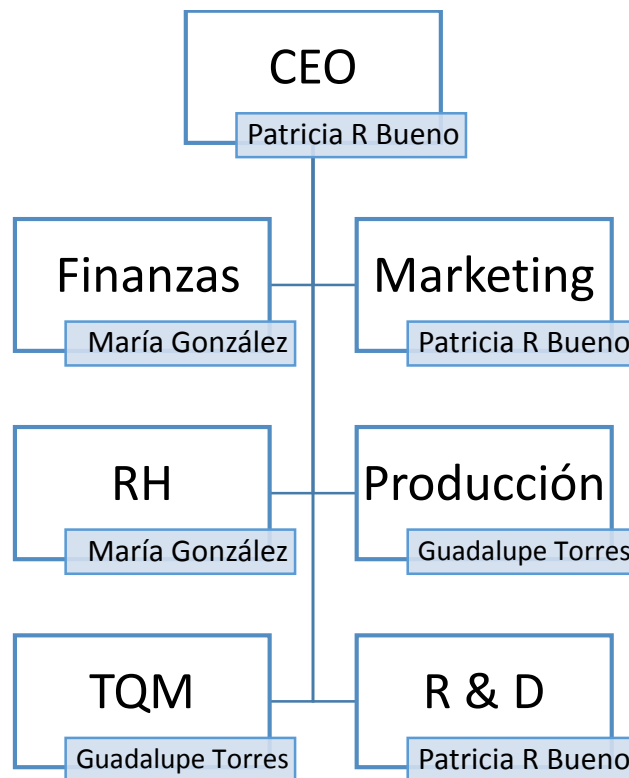 CEO
Patricia R Bueno
Finanzas
María González
Marketing
Patricia R Bueno
RH
María González
Producción
Guadalupe Torres
TQM
Guadalupe Torres
R & D
Patricia R Bueno